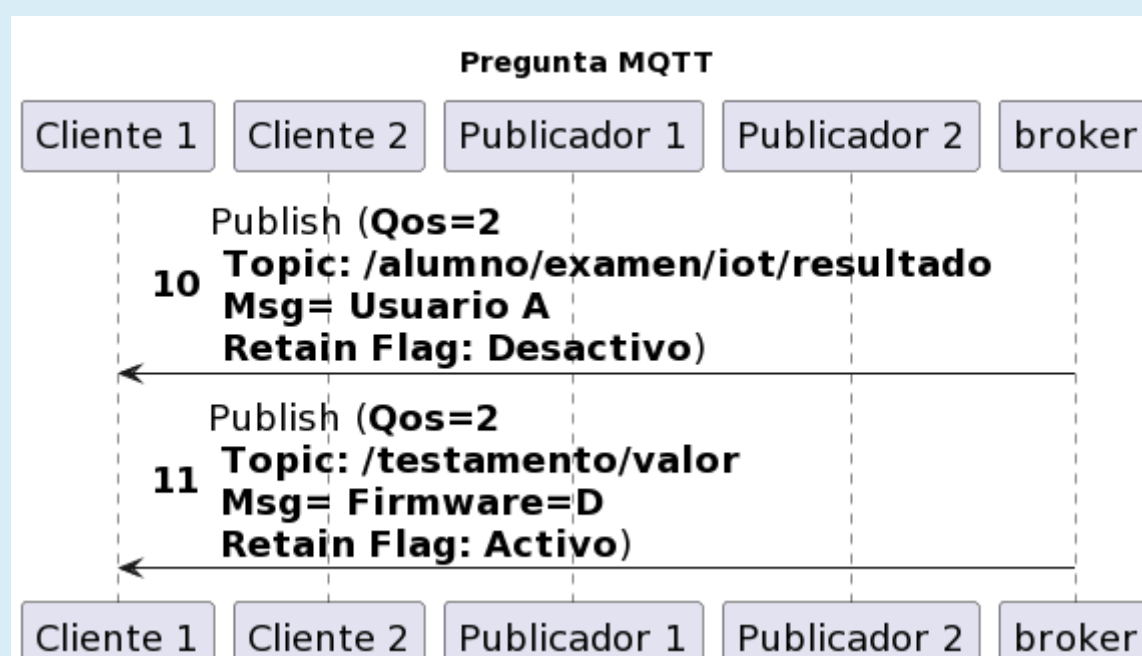 Pregunta MQTT
Cliente 1 Cliente 2 Publicador 1 Publicador 2 broker
Publish (Qos=2
Topic: /alumno/examen/iot/resultado
10
Msg= Usuario A
Retain Flag: Desactivo)
Publish (Qos=2
Topic: /testamento/valor
11
Msg= Firmware=D
Retain Flag: Activo)
Cliente 1 Cliente 2 Publicador 1 Publicador 2 broker